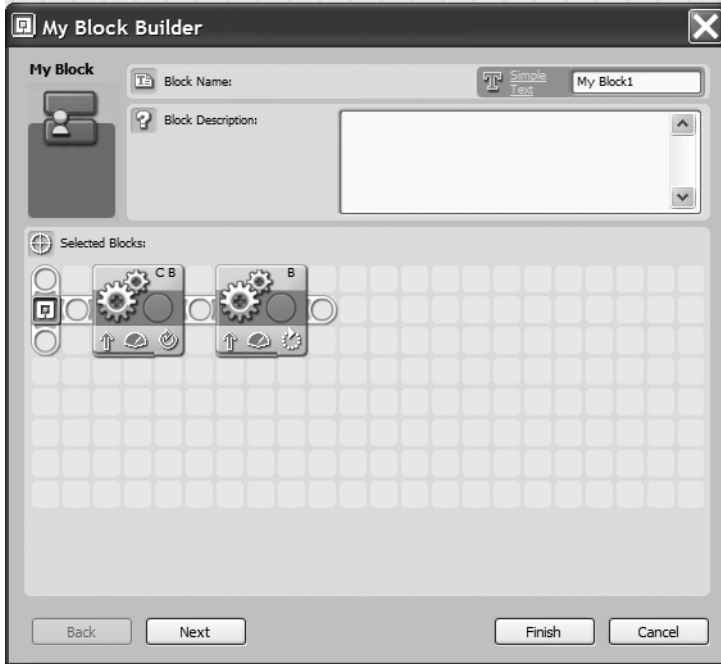 My Block Builder
My Block
Block Name:
Simple
Text
My Block1
Block Description:
Selected Blocks:
C B
B
Back
Next
Finish
Cancel